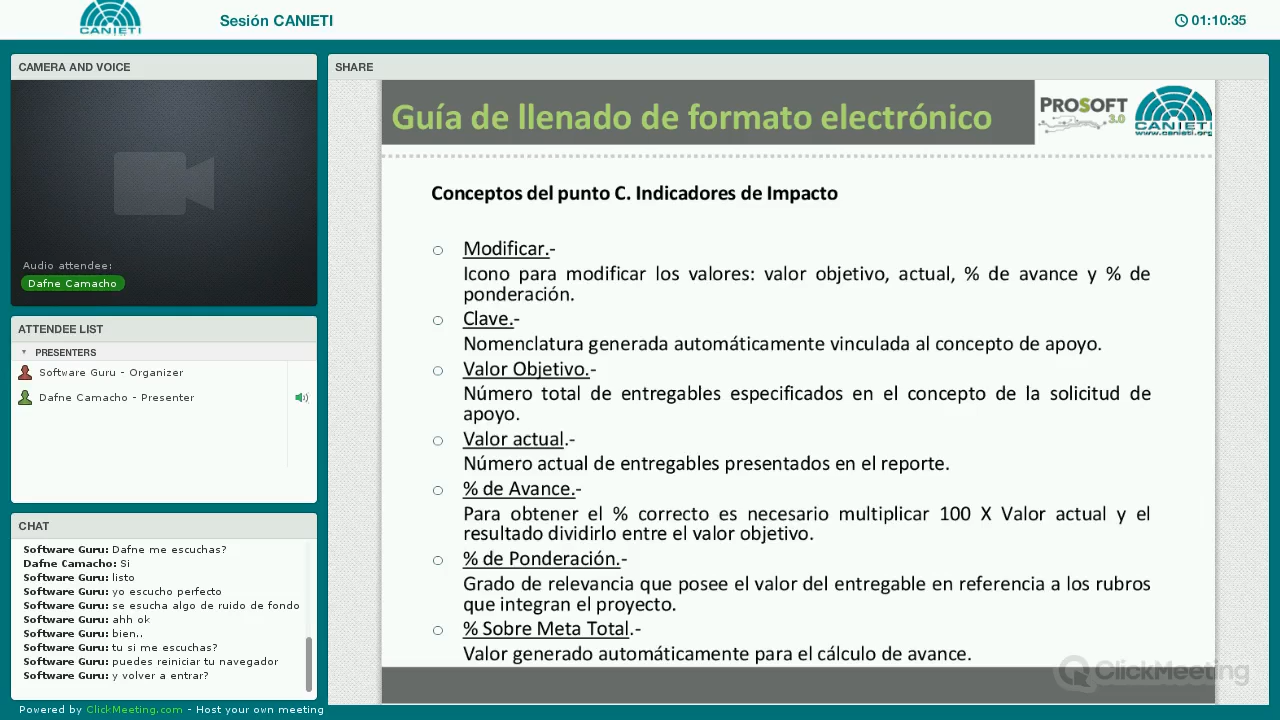 CANIETI
Sesión CANIETI
01:10:35
CAMERA AND VOICE
Audio attendee:
Dafne Camacho
ATTENDEE LIST
PRESENTERS
Software Guru - Organizer
Dafne Camacho - Presenter
CHAT
Software Guru: Dafne me escuchas?
Dafne Camacho: Si
Software Guru: listo
Software Guru: yo escucho perfecto
Software Guru: se esucha algo de ruido de fondo
Software Guru: ahh ok
Software Guru: bien..
Software Guru: tu si me escuchas?
Software Guru: puedes reiniciar tu navegador
Software Guru: y volver a entrar?
Powered by ClickMeeting.com - Host your own meeting
SHARE
Guía de llenado de formato electrónico
PROSOFT
3.0
CANIETI
www.canieti.org
Conceptos del punto C. Indicadores de Impacto
Modificar.-
Icono para modificar los valores: valor objetivo, actual, % de avance y % de
ponderación.
Clave.-
Nomenclatura generada automáticamente vinculada al concepto de apoyo.
Valor Objetivo.-
Número total de entregables especificados en el concepto de la solicitud de
apoyo.
Valor actual.-
Número actual de entregables presentados en el reporte.
% de Avance.-
Para obtener el % correcto es necesario multiplicar 100 X Valor actual y el
resultado dividirlo entre el valor objetivo.
% de Ponderación.-
Grado de relevancia que posee el valor del entregable en referencia a los rubros
que integran el proyecto.
% Sobre Meta Total.-
Valor generado automáticamente para el cálculo de avance.
ClickMeeting